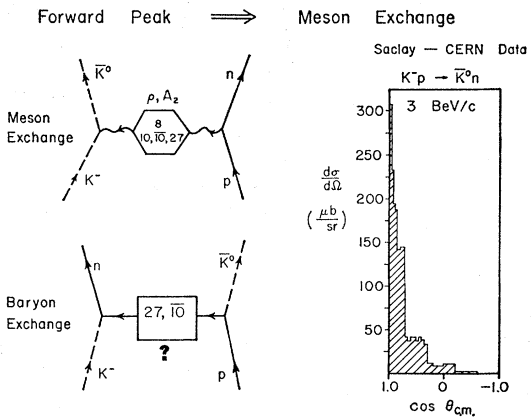 Forward Peak ⟹ Meson Exchange
Saclay — CERN Data
K⁻p → K̅⁰n
3 BeV/c
K̅⁰
n
ρ, A₂
Meson
Exchange
8
10, 1̅0̅, 27
K⁻
p
300
250
200
150
100
50
dσ
dΩ
(μb/sr)
n
K̅⁰
Baryon
Exchange
27, 1̅0̅
?
K⁻
p
1.0 0 -1.0
cos θc.m.